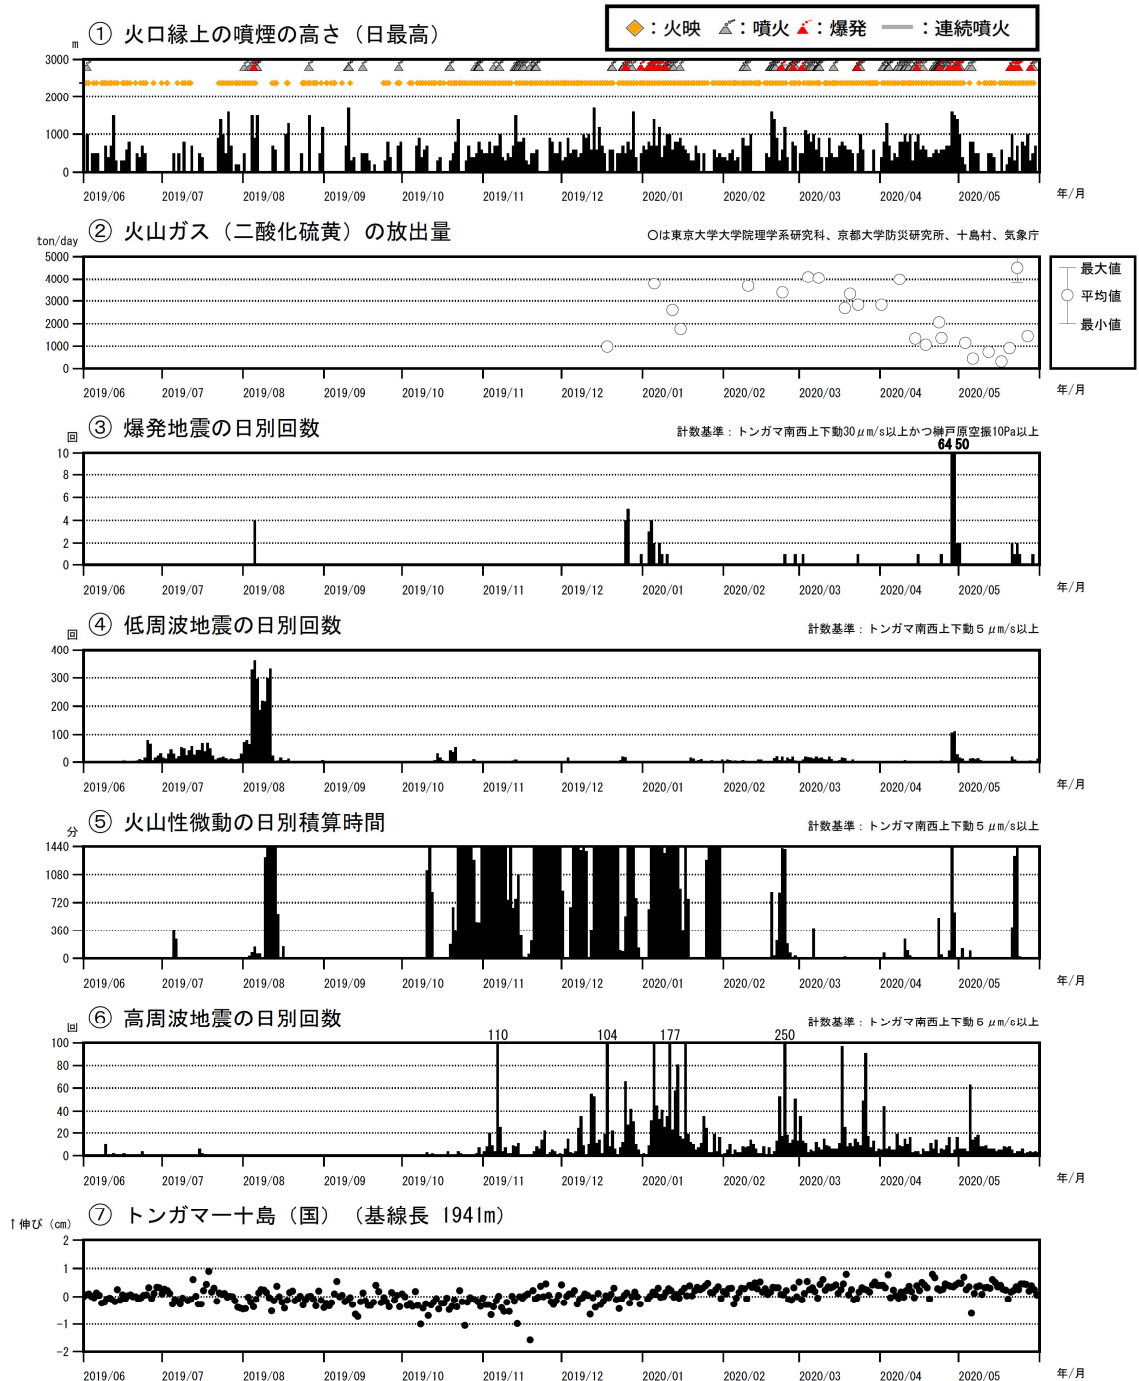 ① 火口縁上の噴煙の高さ（日最高）
：火映 ：噴火 ：爆発 ：連続噴火
m
3000
2000
1000
0
2019/06 2019/07 2019/08 2019/09 2019/10 2019/11 2019/12 2020/01 2020/02 2020/03 2020/04 2020/05 年/月
② 火山ガス（二酸化硫黄）の放出量
ton/day
○は東京大学大学院理学系研究科、京都大学防災研究所、十島村、気象庁
5000
4000
3000
2000
1000
0
最大値
平均値
最小値
2019/06 2019/07 2019/08 2019/09 2019/10 2019/11 2019/12 2020/01 2020/02 2020/03 2020/04 2020/05 年/月
③ 爆発地震の日別回数
回
計数基準：トンガマ南西上下動30μm/s以上かつ榊戸原空振10Pa以上
64 50
10
8
6
4
2
0
2019/06 2019/07 2019/08 2019/09 2019/10 2019/11 2019/12 2020/01 2020/02 2020/03 2020/04 2020/05 年/月
④ 低周波地震の日別回数
回
計数基準：トンガマ南西上下動5μm/s以上
400
300
200
100
0
2019/06 2019/07 2019/08 2019/09 2019/10 2019/11 2019/12 2020/01 2020/02 2020/03 2020/04 2020/05 年/月
⑤ 火山性微動の日別積算時間
分
計数基準：トンガマ南西上下動5μm/s以上
1440
1080
720
360
0
2019/06 2019/07 2019/08 2019/09 2019/10 2019/11 2019/12 2020/01 2020/02 2020/03 2020/04 2020/05 年/月
⑥ 高周波地震の日別回数
回
計数基準：トンガマ南西上下動6μm/s以上
110 104 177 250
100
80
60
40
20
0
2019/06 2019/07 2019/08 2019/09 2019/10 2019/11 2019/12 2020/01 2020/02 2020/03 2020/04 2020/05 年/月
⑦ トンガマー十島（国）（基線長 1941m）
↑伸び（cm）
2
1
0
-1
-2
2019/06 2019/07 2019/08 2019/09 2019/10 2019/11 2019/12 2020/01 2020/02 2020/03 2020/04 2020/05 年/月